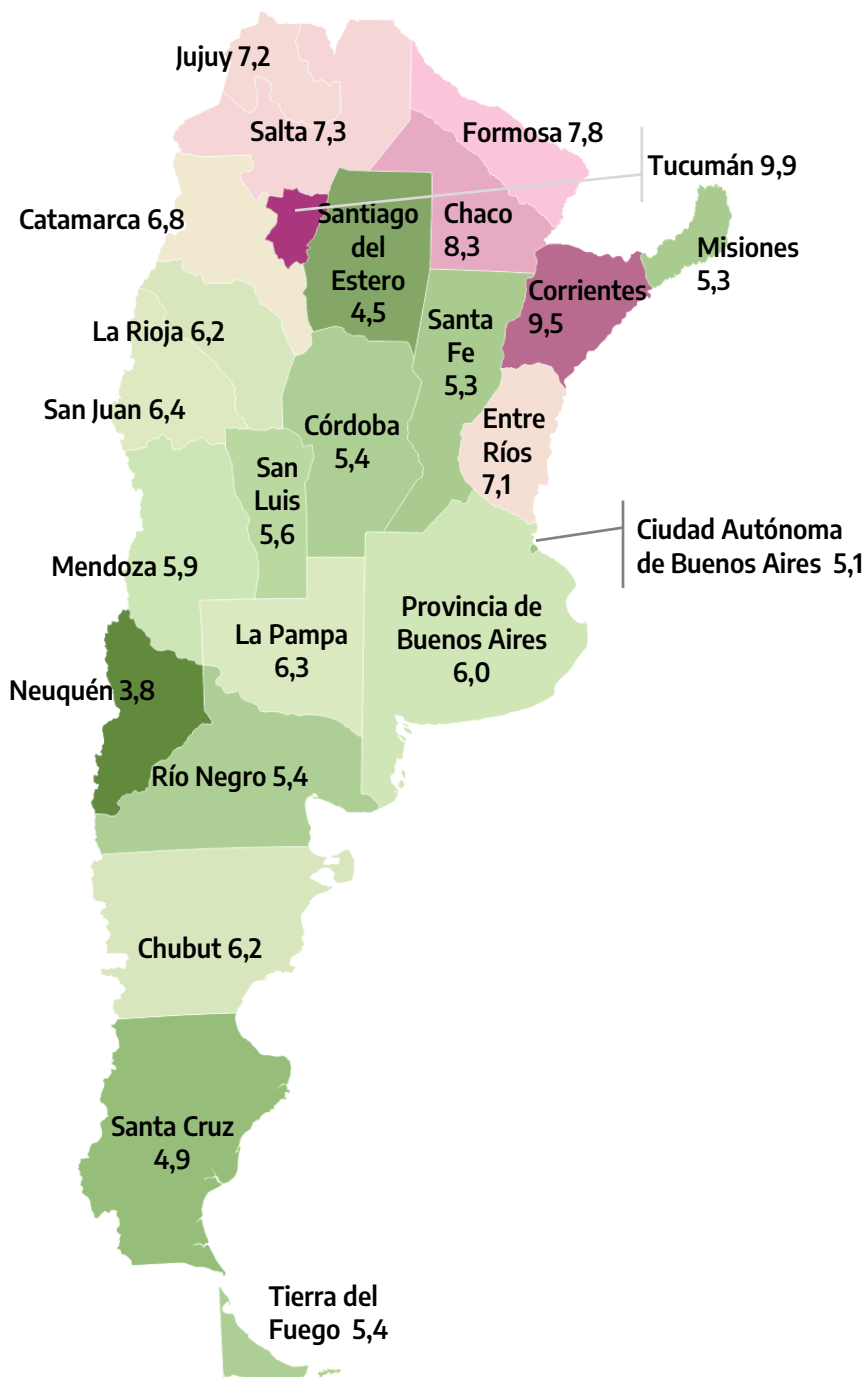 Jujuy 7,2
Salta 7,3
Formosa 7,8
Tucumán 9,9
Catamarca 6,8
Santiago
del
Estero
4,5
Chaco
8,3
Misiones
5,3
Corrientes
9,5
La Rioja 6,2
Santa
Fe
5,3
San Juan 6,4
Córdoba
5,4
Entre
Ríos
7,1
San
Luis
5,6
Ciudad Autónoma
de Buenos Aires 5,1
Mendoza 5,9
Provincia de
Buenos Aires
6,0
La Pampa
6,3
Neuquén 3,8
Río Negro 5,4
Chubut 6,2
Santa Cruz
4,9
Tierra del
Fuego 5,4